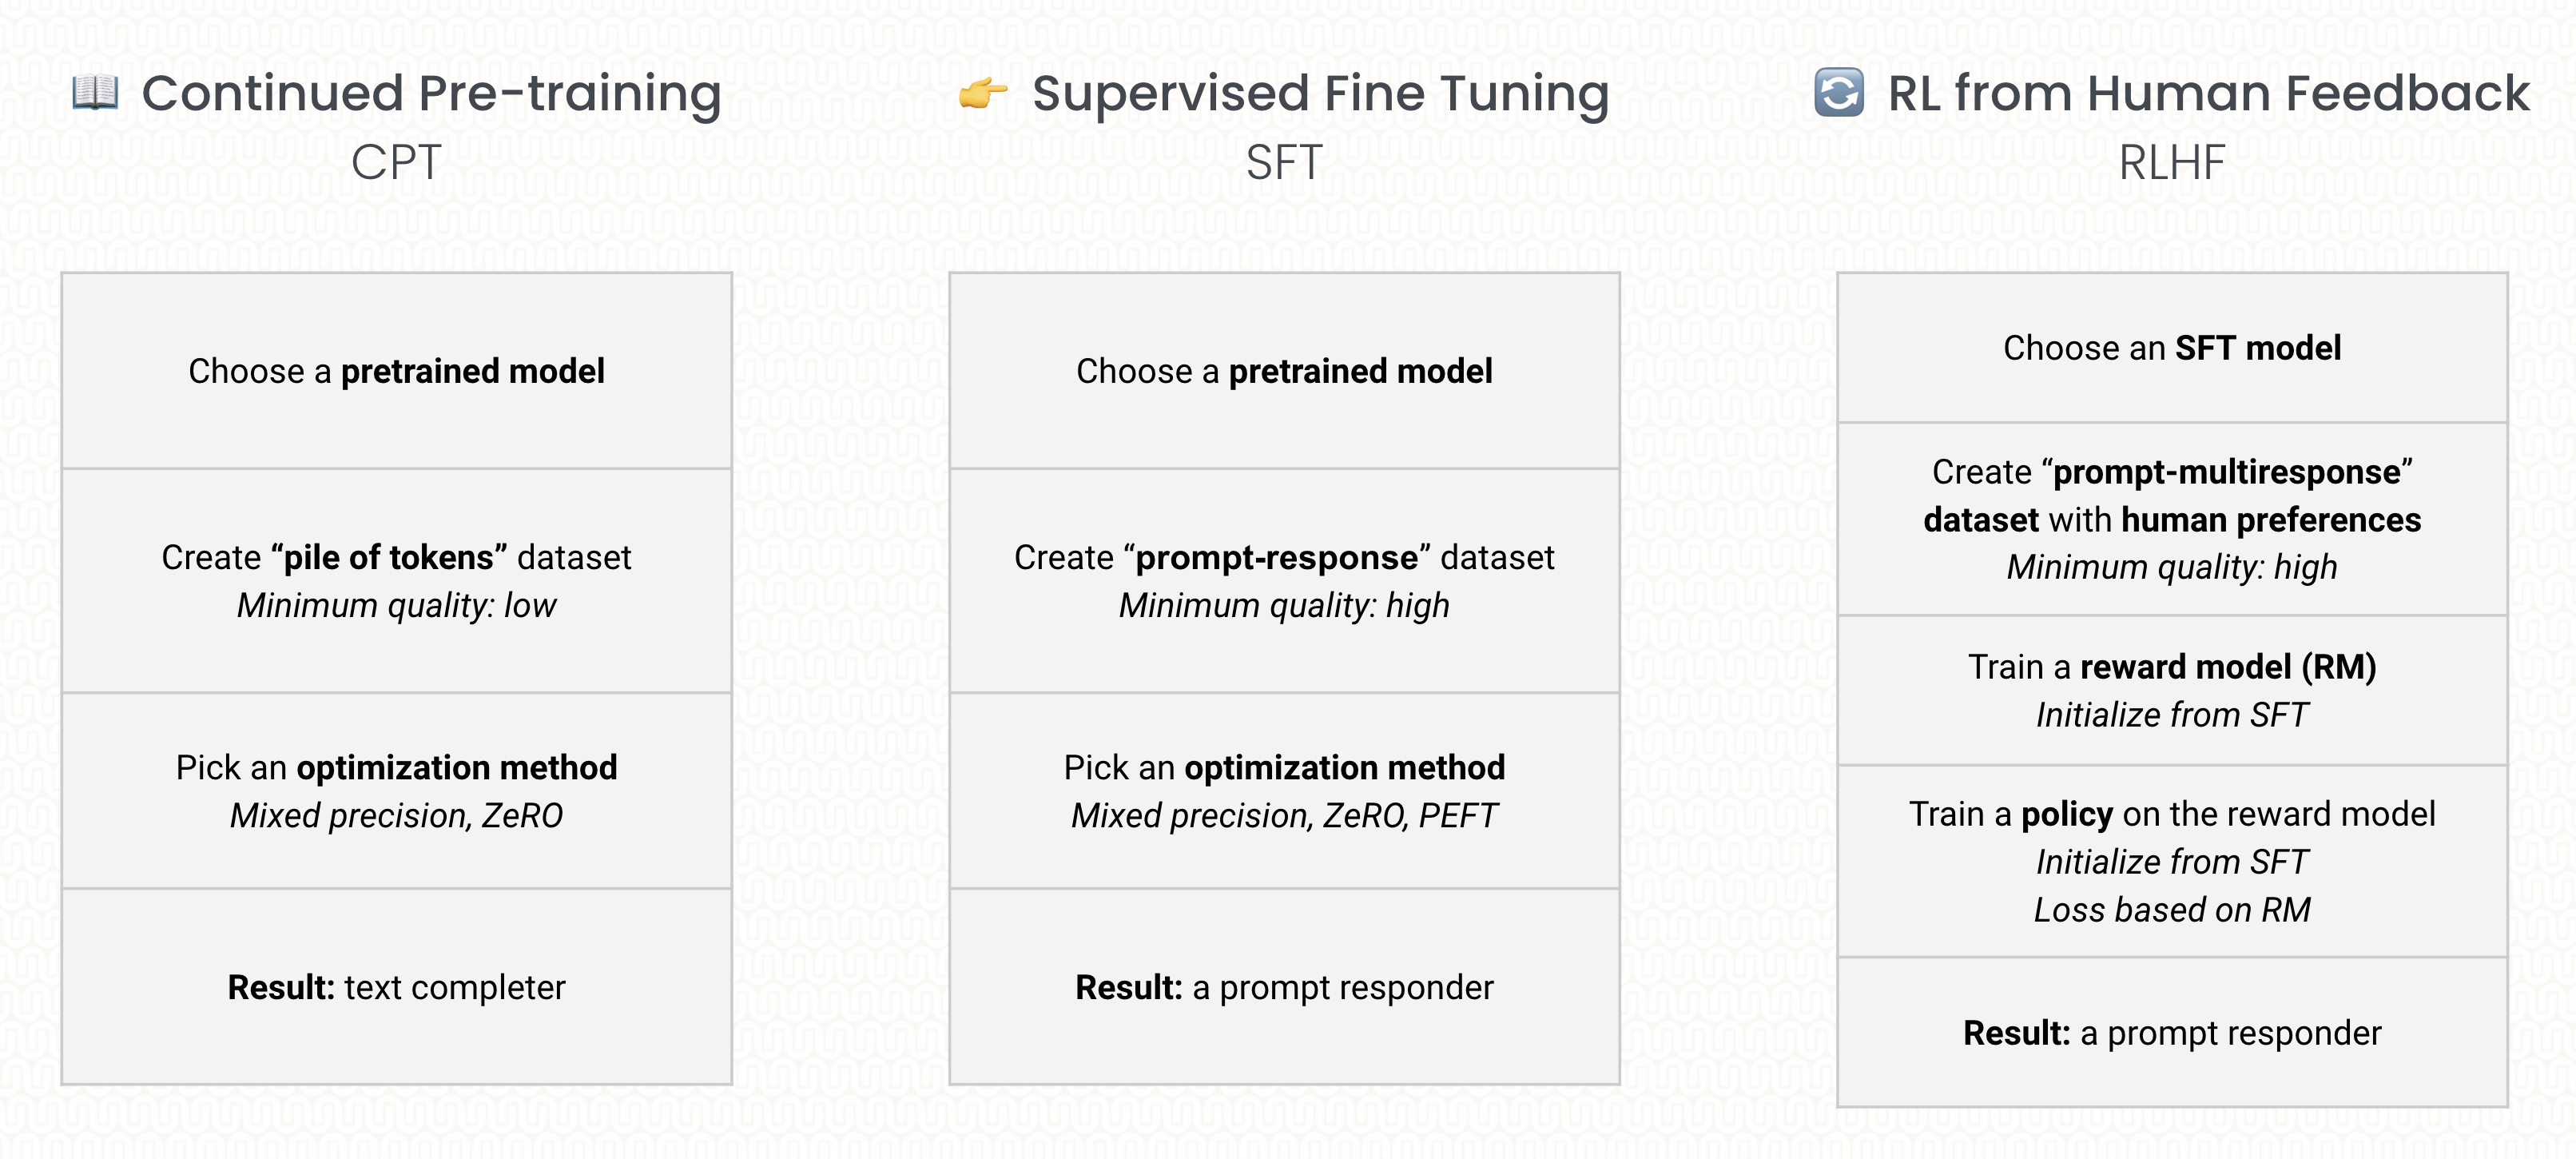 Continued Pre-training
CPT
Choose a pretrained model
Create “pile of tokens” dataset
Minimum quality: low
Pick an optimization method
Mixed precision, ZeRO
Result: text completer
Supervised Fine Tuning
SFT
Choose a pretrained model
Create “prompt-response” dataset
Minimum quality: high
Pick an optimization method
Mixed precision, ZeRO, PEFT
Result: a prompt responder
RL from Human Feedback
RLHF
Choose an SFT model
Create “prompt-multiresponse”
dataset with human preferences
Minimum quality: high
Train a reward model (RM)
Initialize from SFT
Train a policy on the reward model
Initialize from SFT
Loss based on RM
Result: a prompt responder